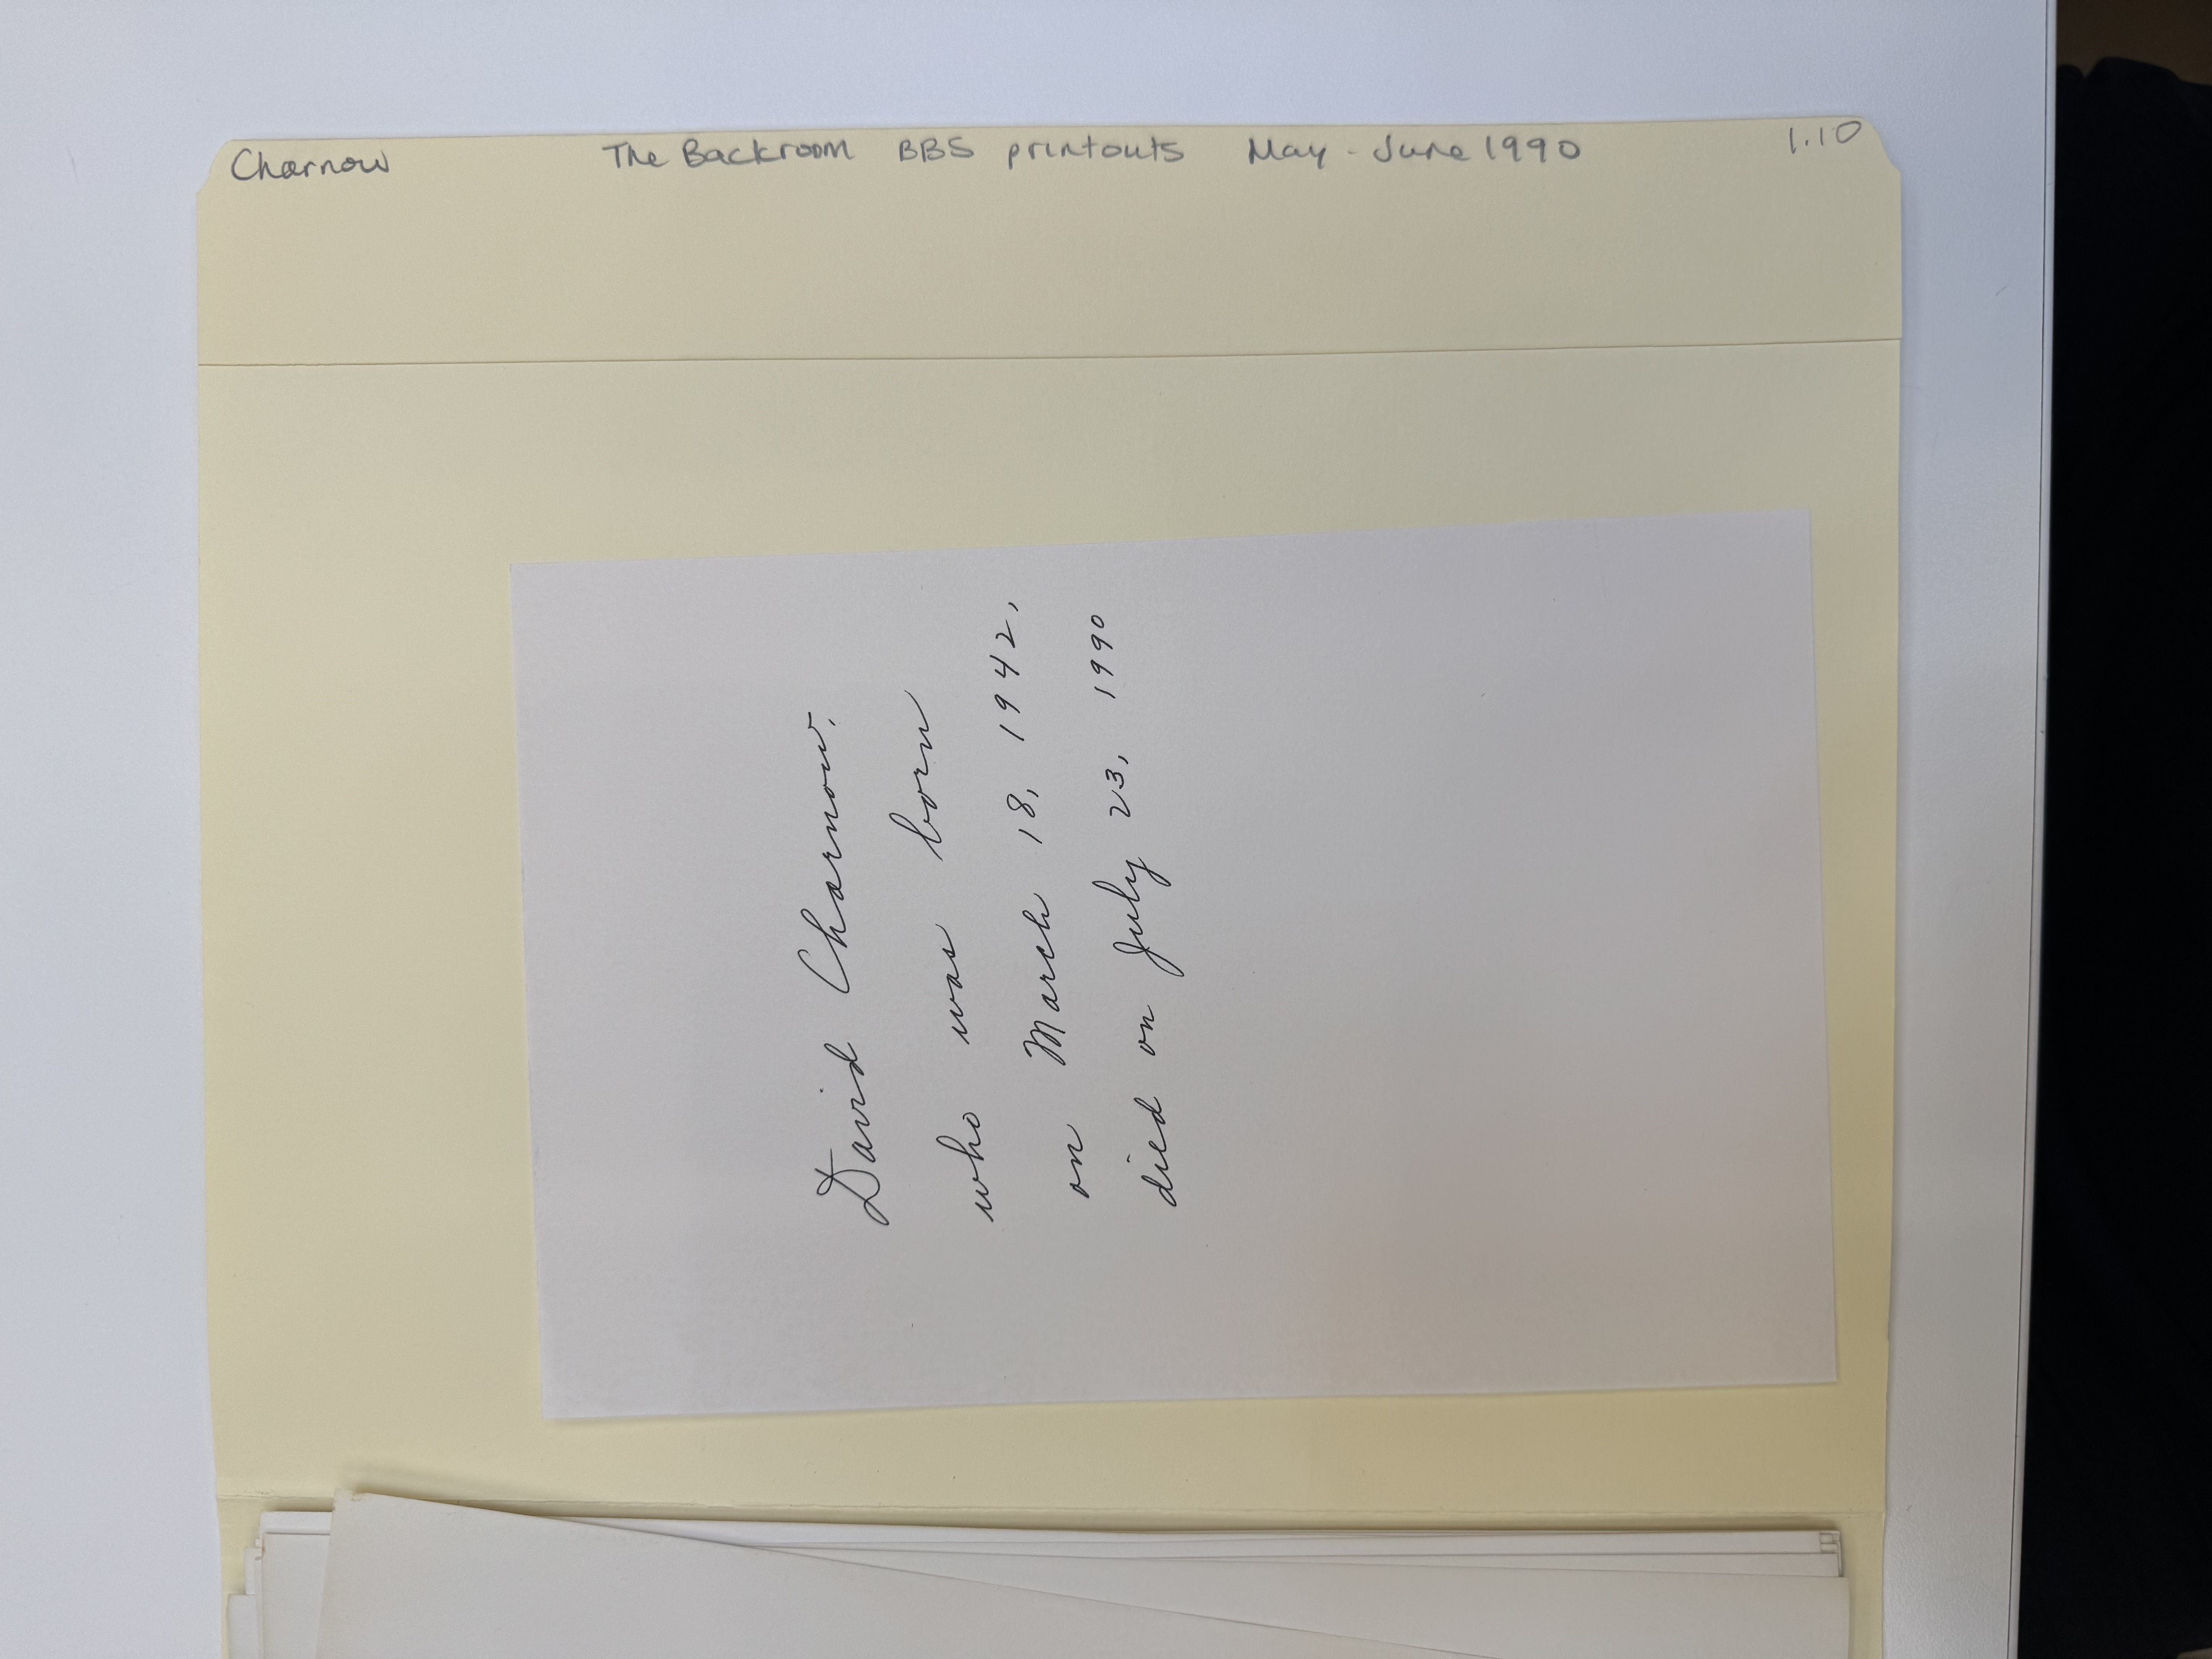 David Charnow,
who was born
on March 18, 1942,
died on July 23, 1990
Charnow The Backroom BBS printouts May - June 1990 1.10